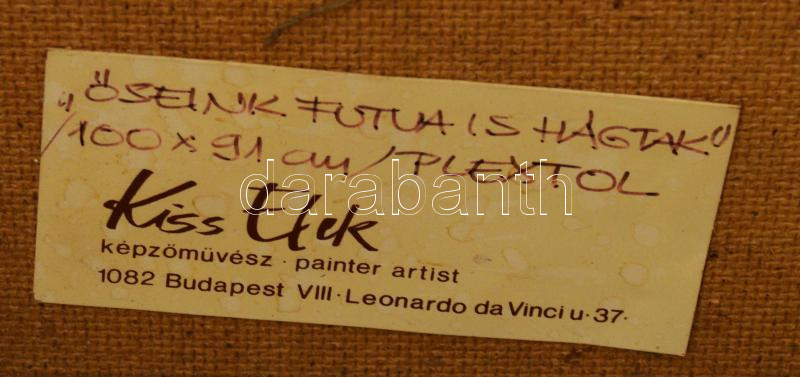 „ŐSEINK FUTVA IS HÁGTAK"
/100 x 91 cm/ PLEXTOL
darabanth
Kiss Elek
képzőművész · painter artist
1082 Budapest VIII · Leonardo da Vinci u · 37 ·